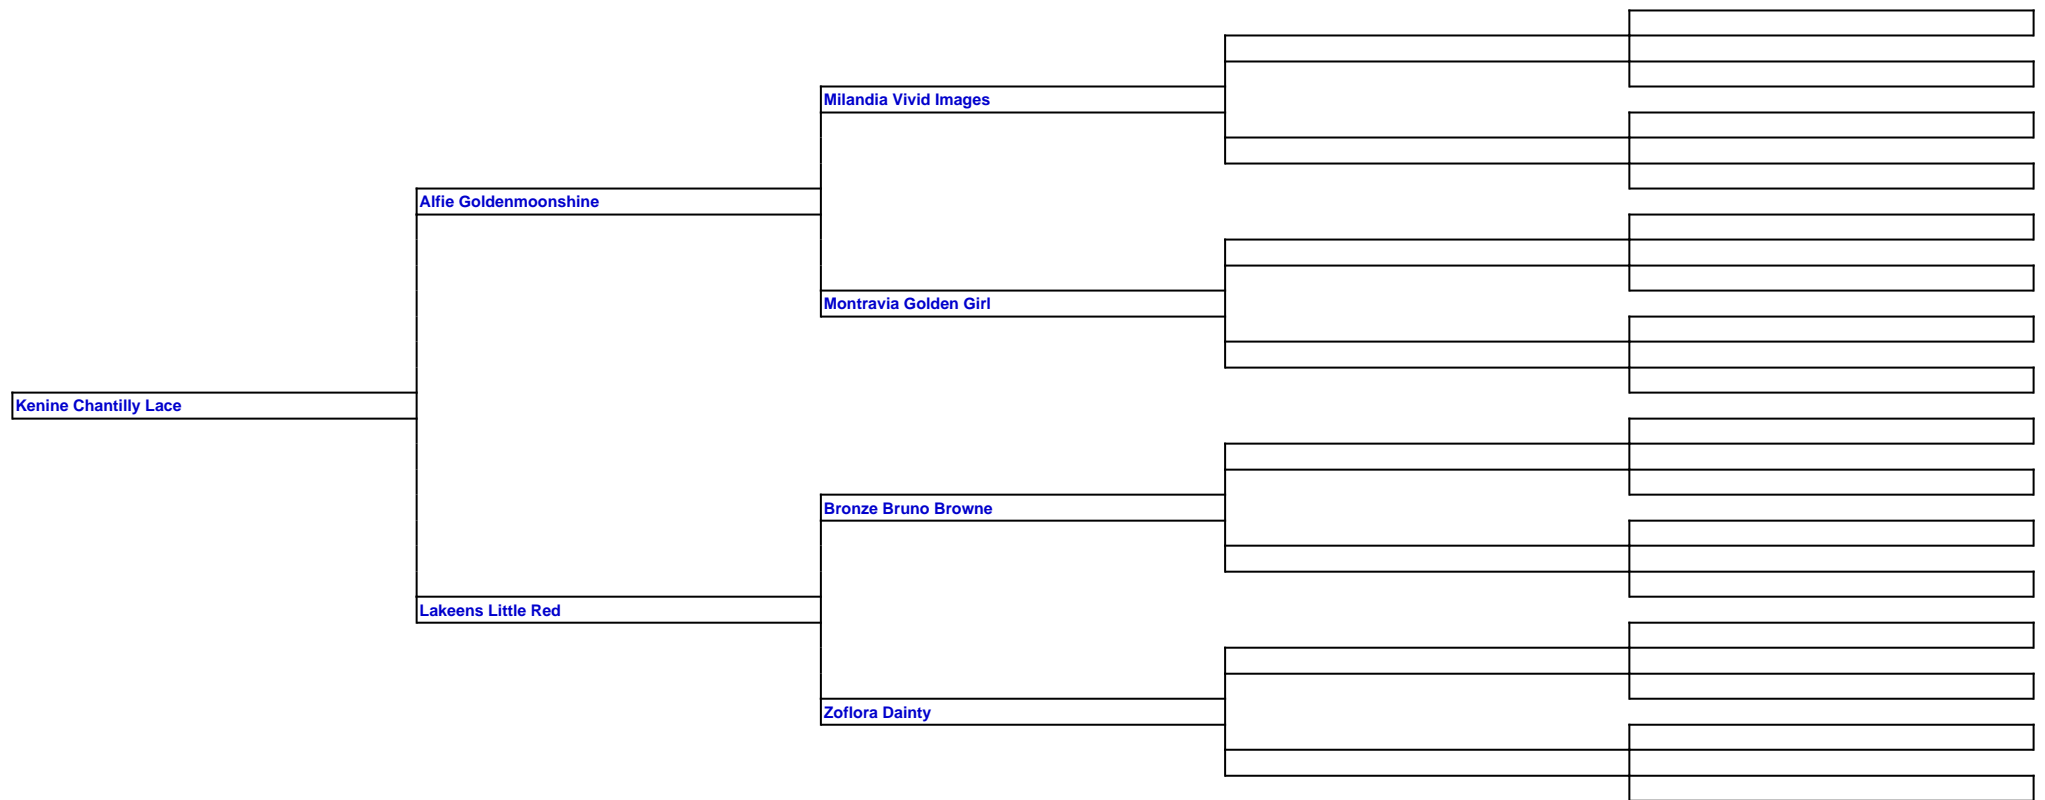 Milandia Vivid Images
Alfie Goldenmoonshine
Montravia Golden Girl
Kenine Chantilly Lace
Bronze Bruno Browne
Lakeens Little Red
Zoflora Dainty